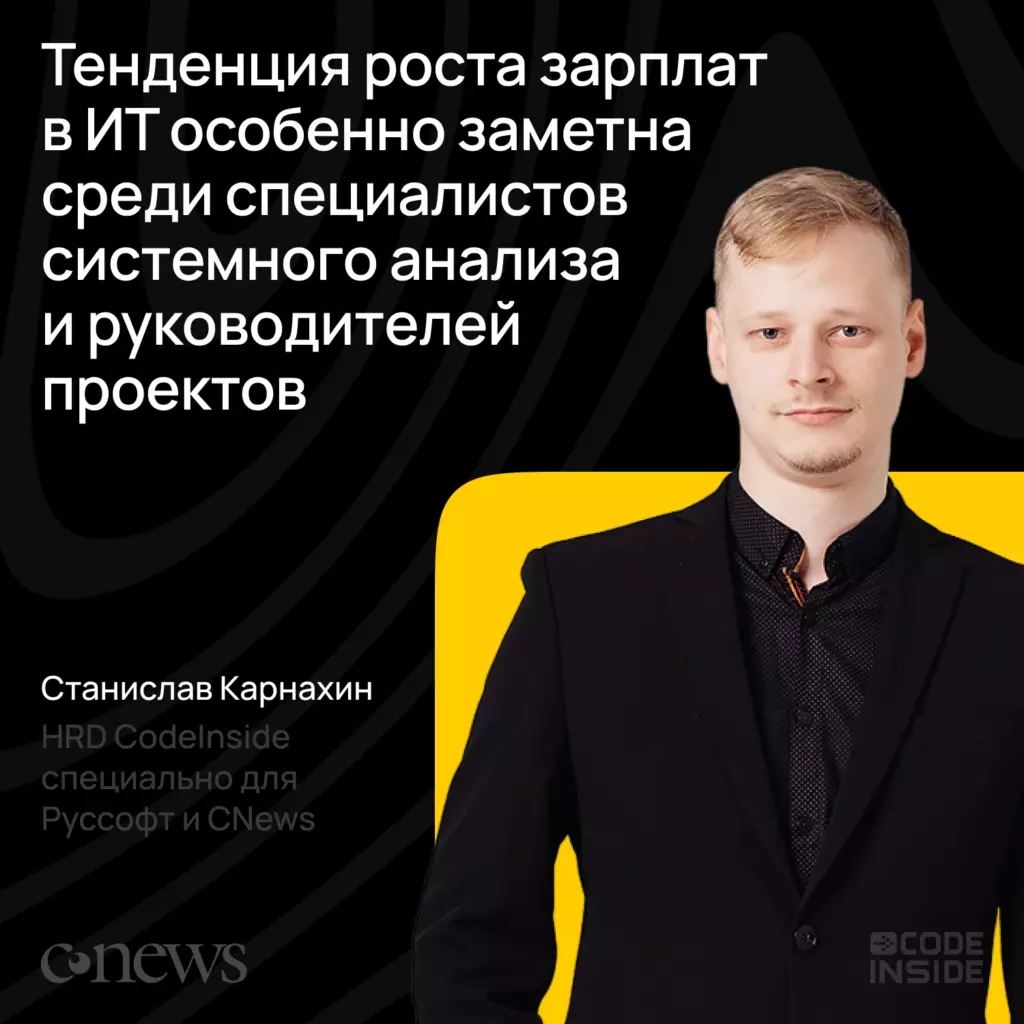 Тенденция роста зарплат
в ИТ особенно заметна
среди специалистов
системного анализа
и руководителей
проектов
Станислав Карнахин
HRD CodeInside
специально для
Руссофт и CNews
cnews
CODE
INSIDE